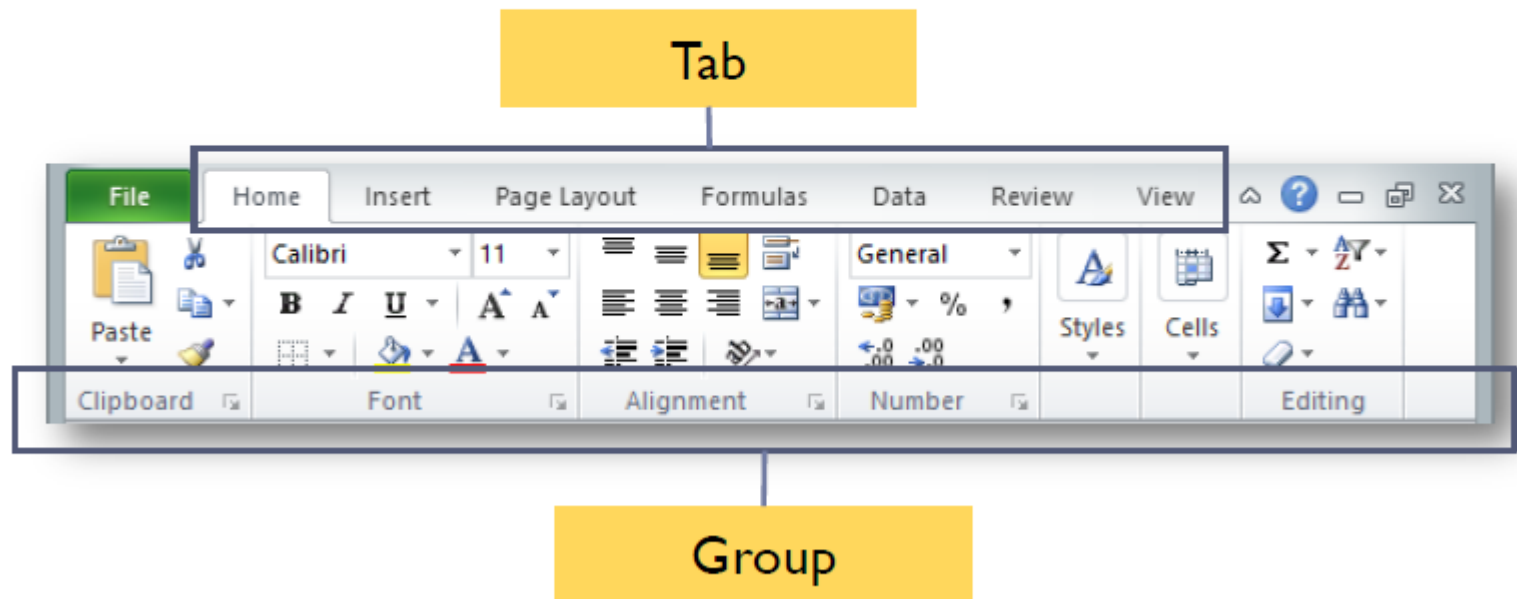 Tab
File Home Insert Page Layout Formulas Data Review View
Calibri 11 General
B I U A A % ,
Paste Styles Cells
A .0 .00
.00 .0
Clipboard Font Alignment Number Editing
Group